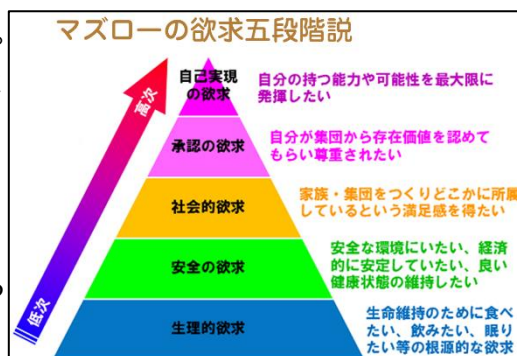 マズローの欲求五段階説
高次
低次
自己実現
の欲求
自分の持つ能力や可能性を最大限に
発揮したい
承認の欲求
自分が集団から存在価値を認めて
もらい尊重されたい
社会的欲求
家族・集団をつくりどこかに所属
しているという満足感を得たい
安全の欲求
安全な環境にいたい、経済
的に安定していたい、良い
健康状態の維持したい
生理的欲求
生命維持のために食べ
たい、飲みたい、眠り
たい等の根源的な欲求